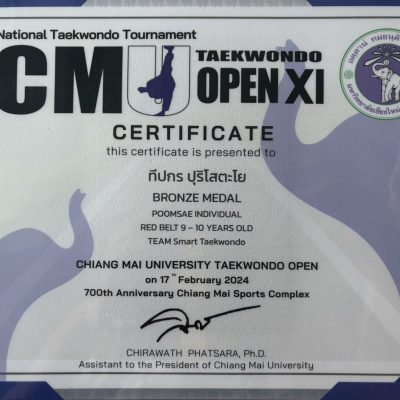 National Taekwondo Tournament
CMU TAEKWONDO
OPEN XI
CERTIFICATE
this certificate is presented to
ทีปกร ปุริโสตะโย
BRONZE MEDAL
POOMSAE INDIVIDUAL
RED BELT 9 – 10 YEARS OLD
TEAM Smart Taekwondo
CHIANG MAI UNIVERSITY TAEKWONDO OPEN
on 17th February 2024
700th Anniversary Chiang Mai Sports Complex
CHIRAWATH PHATSARA, Ph.D.
Assistant to the President of Chiang Mai University